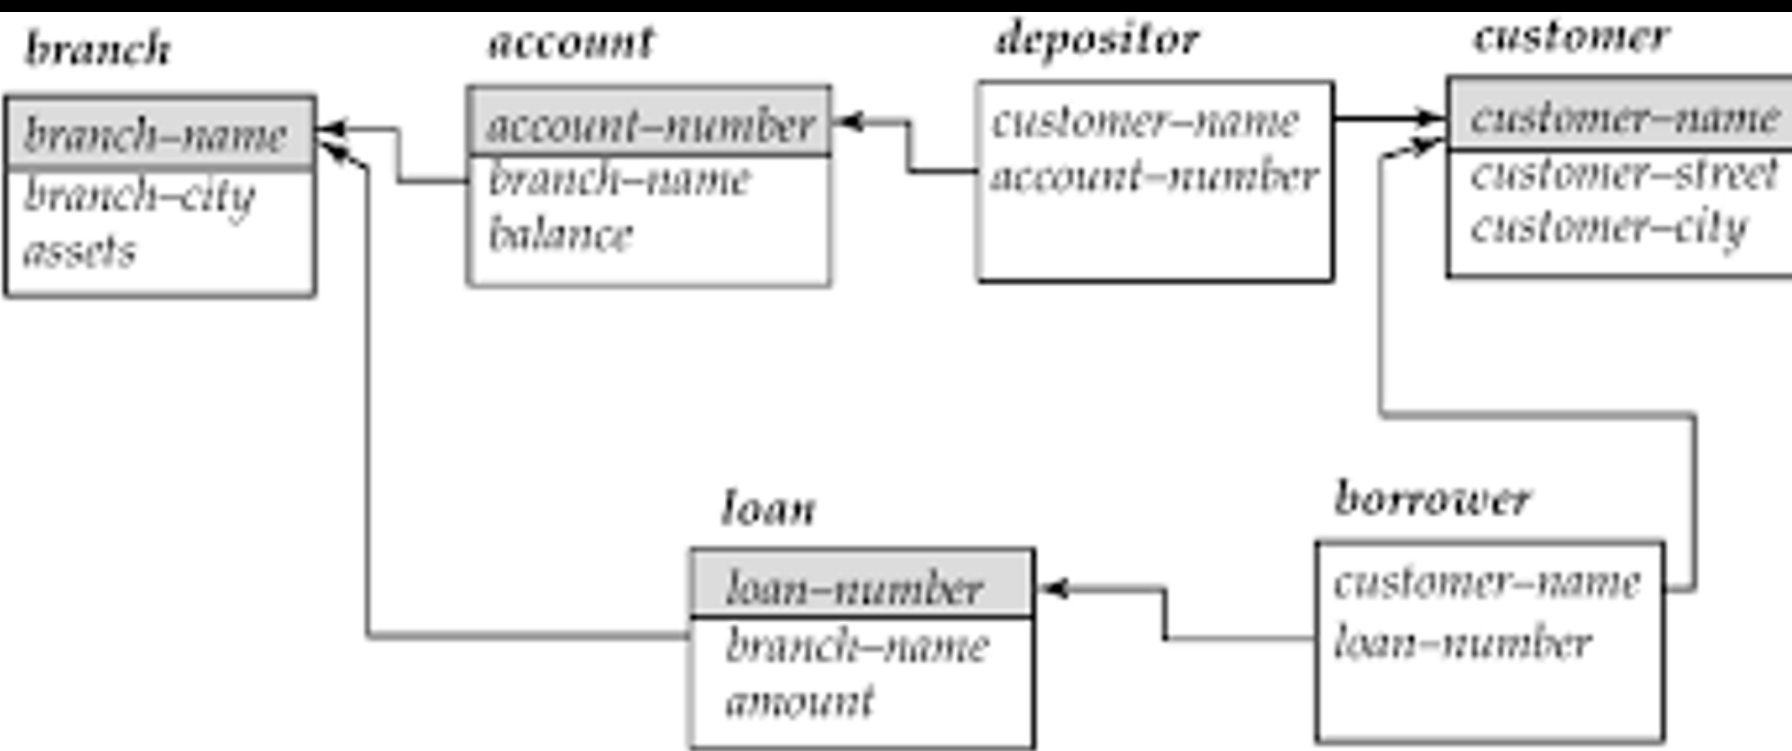 branch
branch–name
branch–city
assets
account
account–number
branch–name
balance
depositor
customer–name
account–number
customer
customer–name
customer–street
customer–city
loan
loan–number
branch–name
amount
borrower
customer–name
loan–number